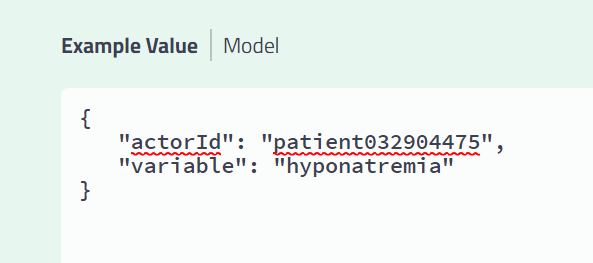 Example Value | Model
{
"actorId": "patient032904475",
"variable": "hyponatremia"
}